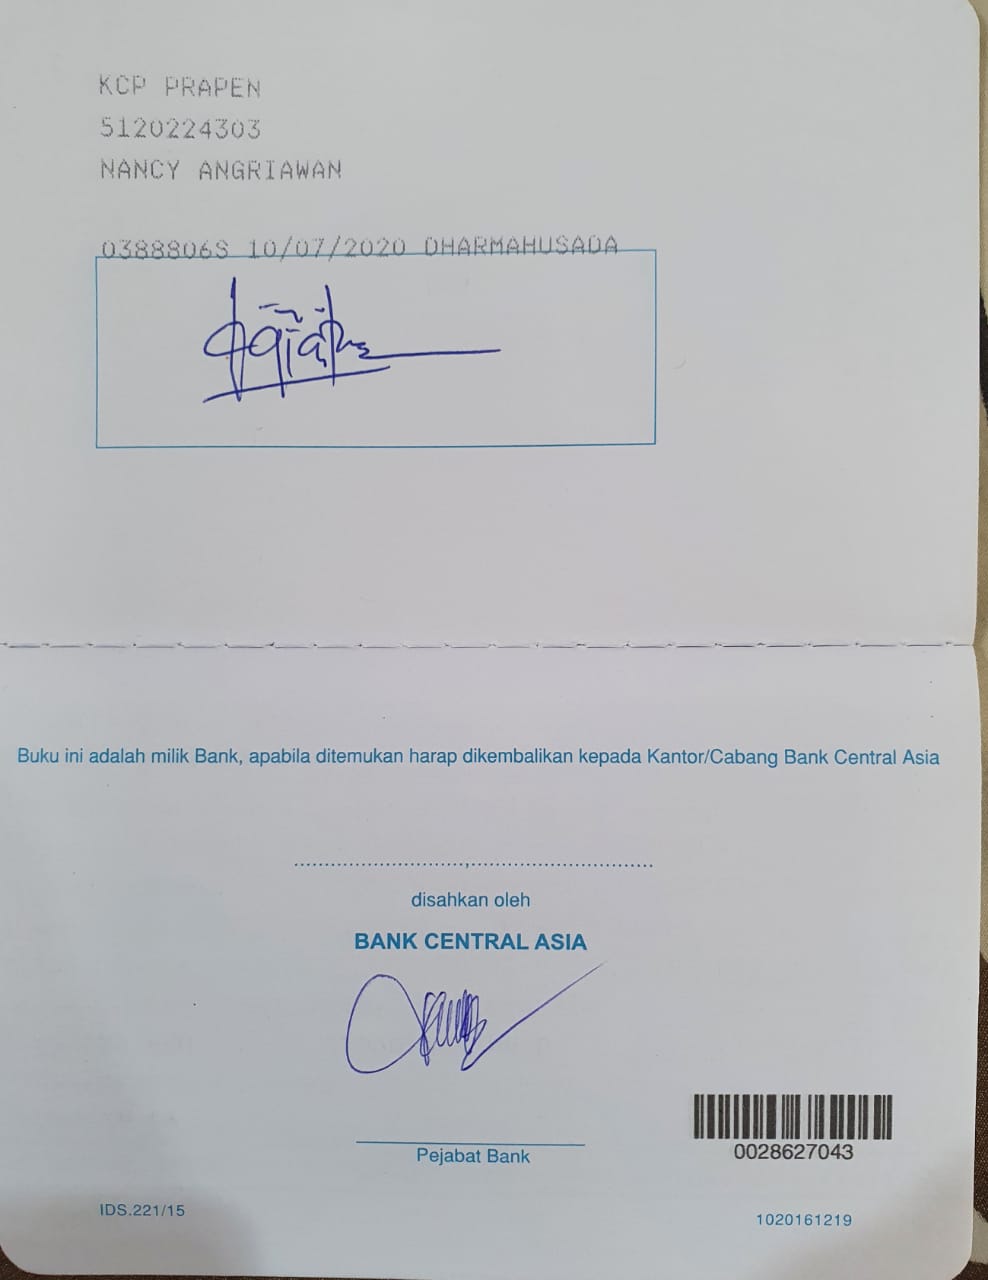 KCP PRAPEN
5120224303
NANCY ANGRIAWAN
0388806S 10/07/2020 DHARMAHUSADA
Buku ini adalah milik Bank, apabila ditemukan harap dikembalikan kepada Kantor/Cabang Bank Central Asia
disahkan oleh
BANK CENTRAL ASIA
Pejabat Bank
0028627043
IDS.221/15
1020161219